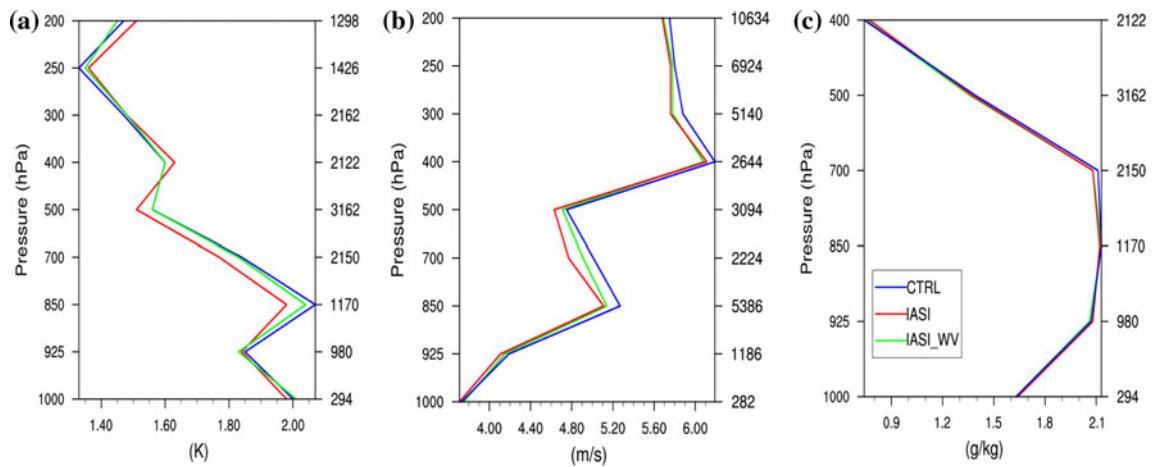 (a)
Pressure (hPa)
200 1298
250 1426
300 2162
400 2122
500 3162
700 2150
850 1170
925 980
1000 294
1.40 1.60 1.80 2.00
(K)
(b)
Pressure (hPa)
200 10634
250 6924
300 5140
400 2644
500 3094
700 2224
850 5386
925 1186
1000 282
4.00 4.80 5.20 5.60 6.00
(m/s)
(c)
Pressure (hPa)
400 2122
500 3162
700 2150
850 1170
925 980
1000 294
CTRL
IASI
IASI_WV
0.9 1.2 1.5 1.8 2.1
(g/kg)